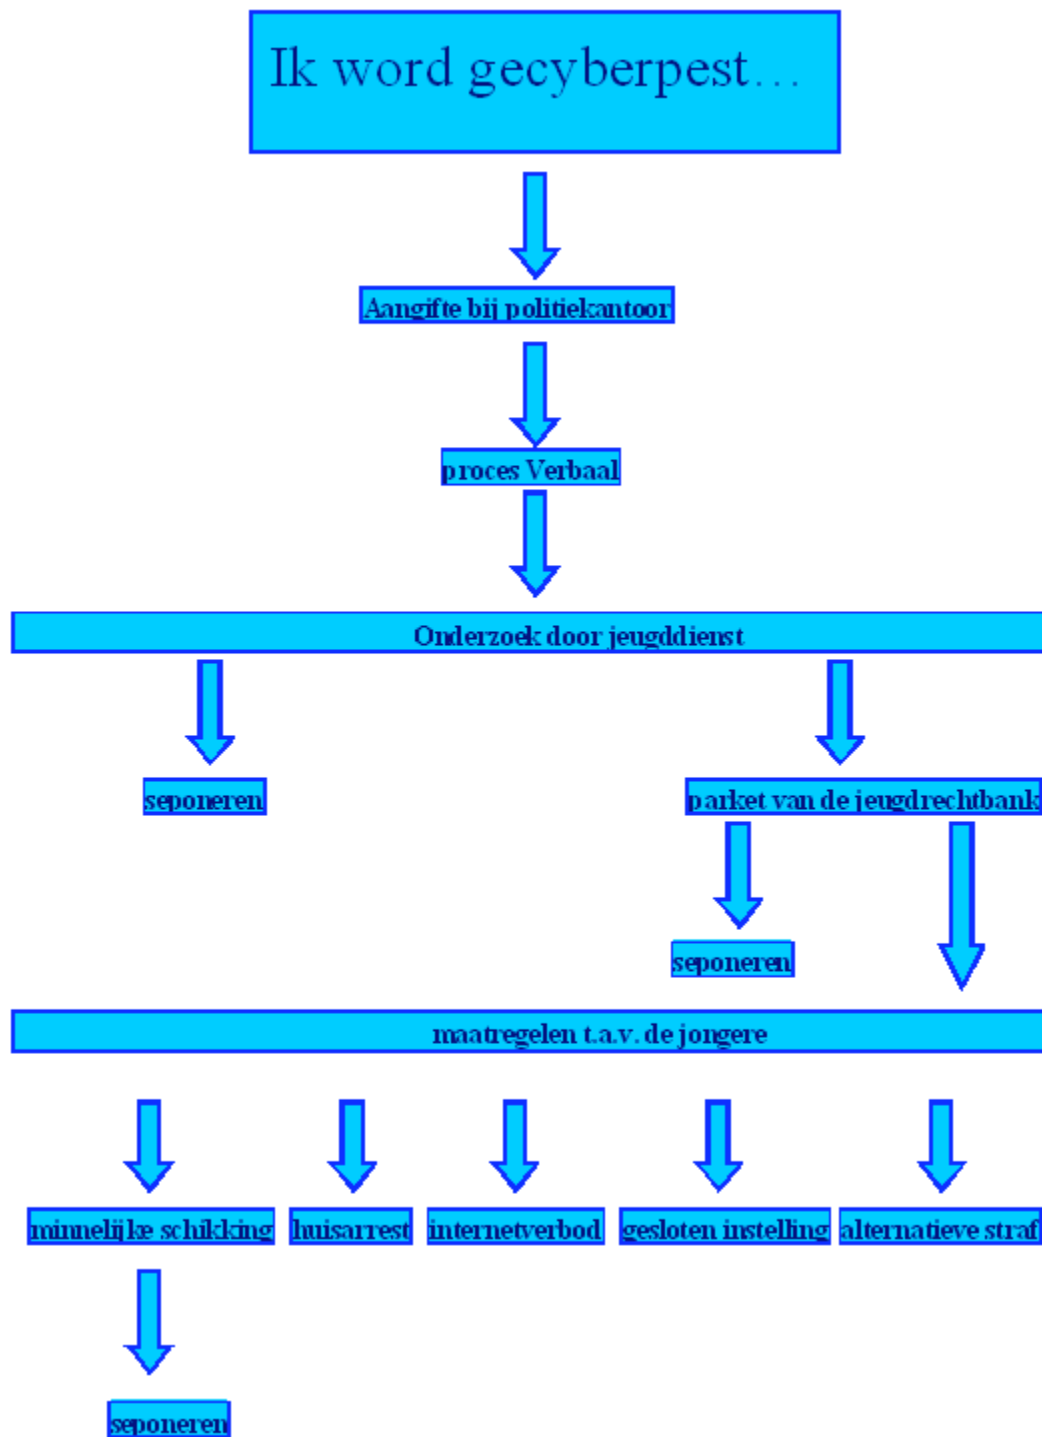 Ik word gecyberpest...
Aangifte bij politiekantoor
proces Verbaal
Onderzoek door jeugddienst
seponeren
parket van de jeugdrechtbank
seponeren
maatregelen t.a.v. de jongere
minnelijke schikking
huisarrest
internetverbod
gesloten instelling
alternatieve straf
seponeren